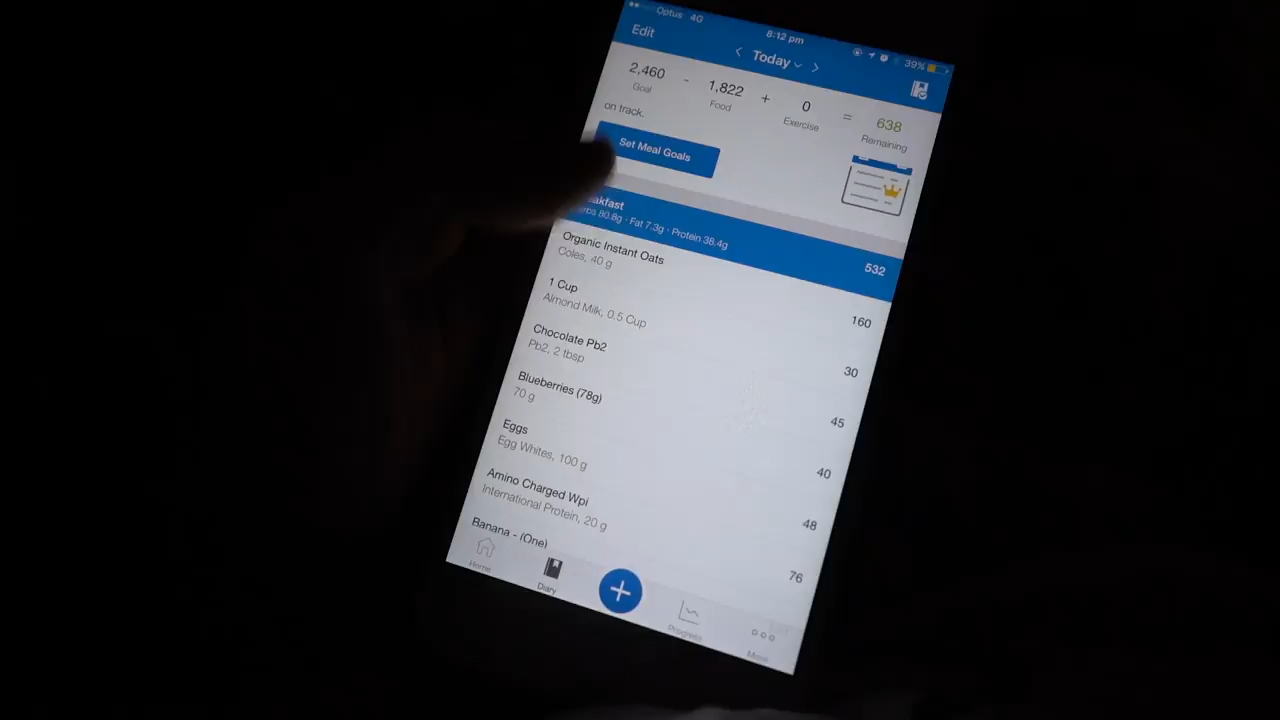 Optus 4G
8:12 pm
39%
Edit
Today
2,460 - 1,822 + 0 = 638
Goal Food Exercise Remaining
on track.
Set Meal Goals
Fat 7.3g · Protein 38.4g
532
Organic Instant Oats
Coles, 40 g
160
1 Cup
Almond Milk, 0.5 Cup
30
Chocolate Pb2
Pb2, 2 tbsp
45
Blueberries (78g)
70 g
40
Eggs
Egg Whites, 100 g
48
Amino Charged Wpi
International Protein, 20 g
76
Banana - (One)
Home
Diary
Progress
More